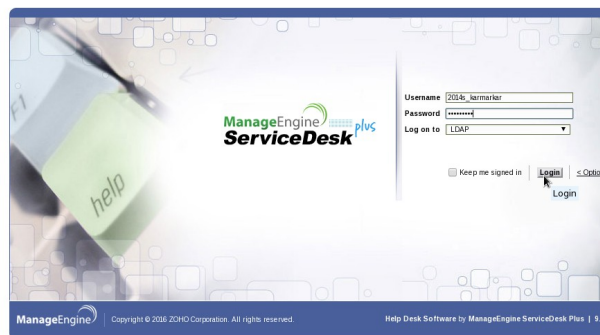 F1
help
ManageEngine
ServiceDesk plus
Username 2014s_karmarkar
Password •••••••••
Log on to LDAP
Keep me signed in Login < Optio
Login
ManageEngine Copyright © 2016 ZOHO Corporation. All rights reserved. Help Desk Software by ManageEngine ServiceDesk Plus | 9.